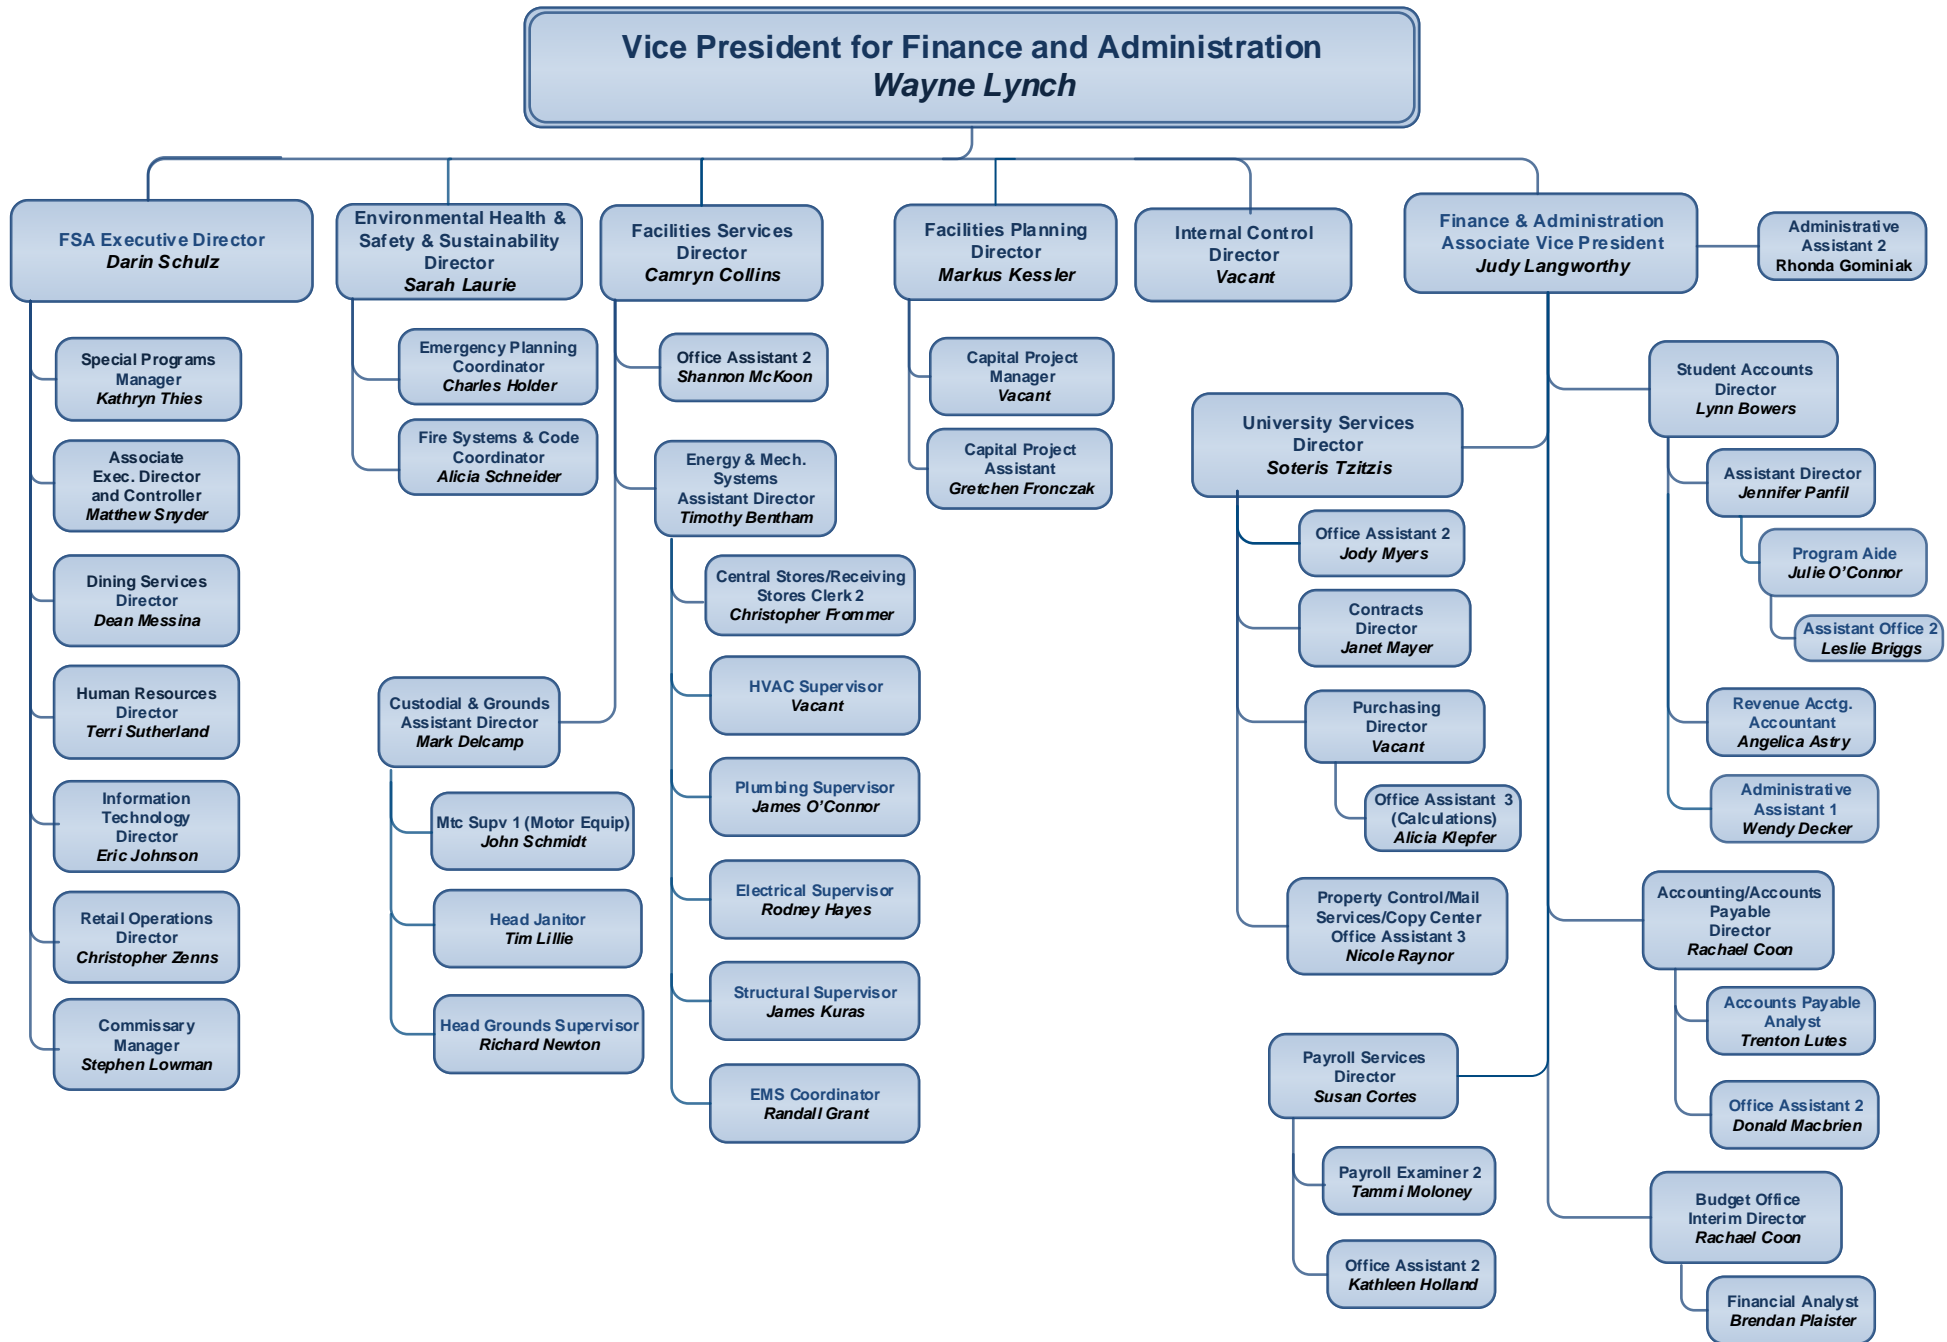 Vice President for Finance and Administration
Wayne Lynch
FSA Executive Director
Darin Schulz
Environmental Health &
Safety & Sustainability
Director
Sarah Laurie
Facilities Services
Director
Camryn Collins
Facilities Planning
Director
Markus Kessler
Internal Control
Director
Vacant
Finance & Administration
Associate Vice President
Judy Langworthy
Administrative
Assistant 2
Rhonda Gominiak
Special Programs
Manager
Kathryn Thies
Associate
Exec. Director
and Controller
Matthew Snyder
Dining Services
Director
Dean Messina
Human Resources
Director
Terri Sutherland
Information
Technology
Director
Eric Johnson
Retail Operations
Director
Christopher Zenns
Commissary
Manager
Stephen Lowman
Emergency Planning
Coordinator
Charles Holder
Fire Systems & Code
Coordinator
Alicia Schneider
Office Assistant 2
Shannon McKoon
Energy & Mech.
Systems
Assistant Director
Timothy Bentham
Central Stores/Receiving
Stores Clerk 2
Christopher Frommer
HVAC Supervisor
Vacant
Plumbing Supervisor
James O’Connor
Electrical Supervisor
Rodney Hayes
Structural Supervisor
James Kuras
EMS Coordinator
Randall Grant
Custodial & Grounds
Assistant Director
Mark Delcamp
Mtc Supv 1 (Motor Equip)
John Schmidt
Head Janitor
Tim Lillie
Head Grounds Supervisor
Richard Newton
Capital Project
Manager
Vacant
Capital Project
Assistant
Gretchen Fronczak
University Services
Director
Soteris Tzitzis
Office Assistant 2
Jody Myers
Contracts
Director
Janet Mayer
Purchasing
Director
Vacant
Office Assistant 3
(Calculations)
Alicia Klepfer
Property Control/Mail
Services/Copy Center
Office Assistant 3
Nicole Raynor
Payroll Services
Director
Susan Cortes
Payroll Examiner 2
Tammi Moloney
Office Assistant 2
Kathleen Holland
Student Accounts
Director
Lynn Bowers
Assistant Director
Jennifer Panfil
Program Aide
Julie O’Connor
Assistant Office 2
Leslie Briggs
Revenue Acctg.
Accountant
Angelica Astry
Administrative
Assistant 1
Wendy Decker
Accounting/Accounts
Payable
Director
Rachael Coon
Accounts Payable
Analyst
Trenton Lutes
Office Assistant 2
Donald Macbrien
Budget Office
Interim Director
Rachael Coon
Financial Analyst
Brendan Plaister